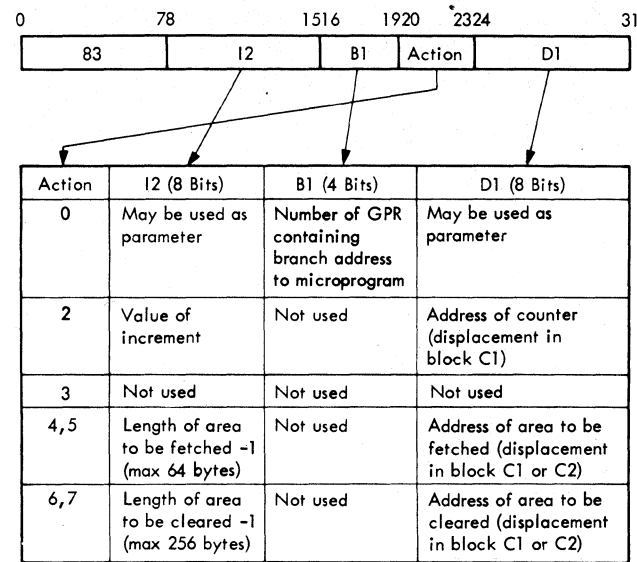 0 78 1516 1920 2324 31
83 I2 B1 Action D1
Action I2 (8 Bits) B1 (4 Bits) D1 (8 Bits)
0 May be used as parameter Number of GPR containing branch address to microprogram May be used as parameter
2 Value of increment Not used Address of counter (displacement in block C1)
3 Not used Not used Not used
4,5 Length of area to be fetched -1 (max 64 bytes) Not used Address of area to be fetched (displacement in block C1 or C2)
6,7 Length of area to be cleared -1 (max 256 bytes) Not used Address of area to be cleared (displacement in block C1 or C2)